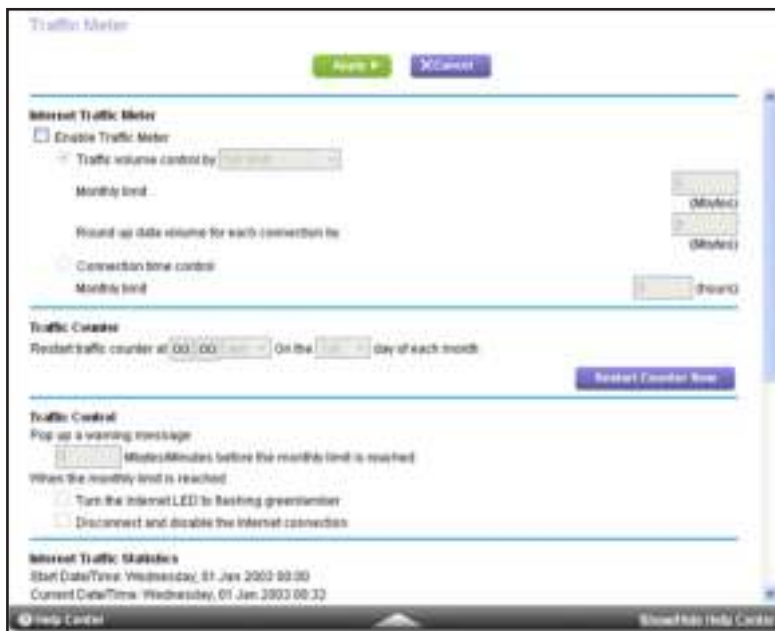 Traffic Meter
Apply
Cancel
Internet Traffic Meter
Enable Traffic Meter
Traffic volume control by
Monthly limit
(Mbytes)
Round up data volume for each connection by
(Mbytes)
Connection time control
Monthly limit (hours)
Traffic Counter
Restart traffic counter at 00 : 00 On the day of each month
Restart Counter Now
Traffic Control
Pop up a warning message
Mbytes/Minutes before the monthly limit is reached
When the monthly limit is reached
Turn the Internet LED to flashing green/amber
Disconnect and disable the Internet connection
Internet Traffic Statistics
Start Date/Time: Wednesday, 01 Jan 2003 00:00
Current Date/Time: Wednesday, 01 Jan 2003 00:32
Help Center Show/Hide Help Center